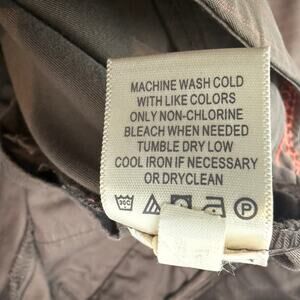 MACHINE WASH COLD
WITH LIKE COLORS
ONLY NON-CHLORINE
BLEACH WHEN NEEDED
TUMBLE DRY LOW
COOL IRON IF NECESSARY
OR DRYCLEAN
30C P